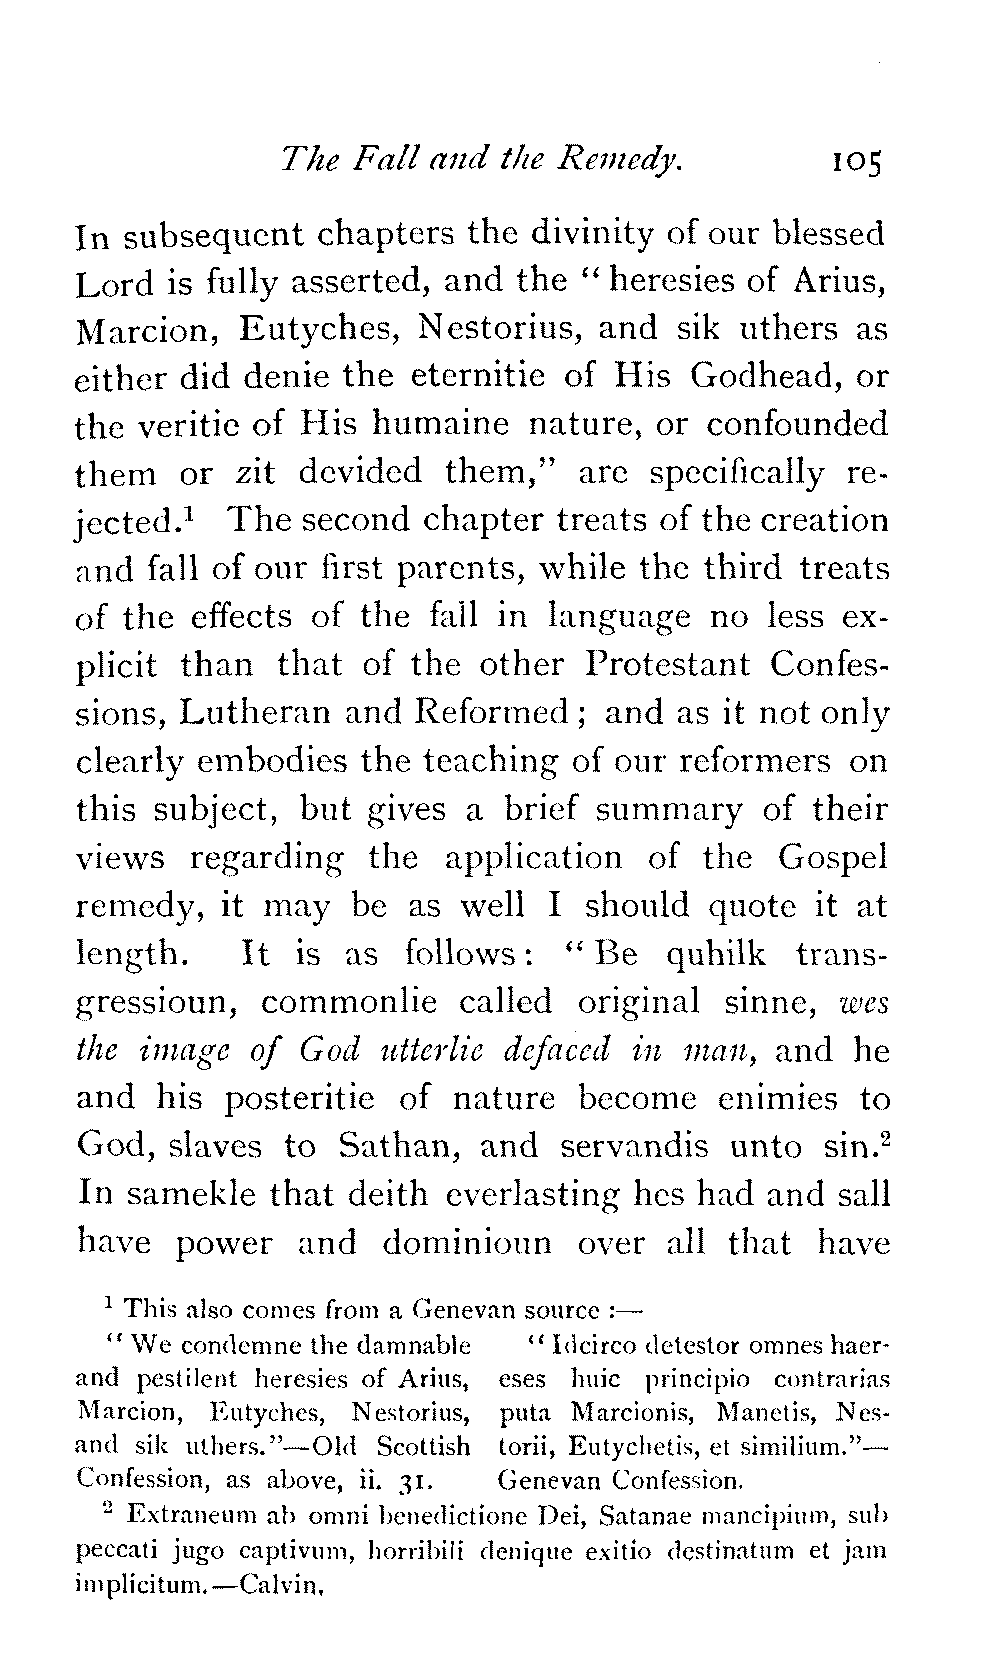 The Fall and the Remedy. 105
In subsequent chapters the divinity of our blessed
Lord is fully asserted, and the “ heresies of Arius,
Marcion, Eutyches, Nestorius, and sik uthers as
either did denie the eternitie of His Godhead, or
the veritie of His humaine nature, or confounded
them or zit devided them,” are specifically re-
jected.¹ The second chapter treats of the creation
and fall of our first parents, while the third treats
of the effects of the fall in language no less ex-
plicit than that of the other Protestant Confes-
sions, Lutheran and Reformed ; and as it not only
clearly embodies the teaching of our reformers on
this subject, but gives a brief summary of their
views regarding the application of the Gospel
remedy, it may be as well I should quote it at
length. It is as follows : “ Be quhilk trans-
gressioun, commonlie called original sinne, wes
the image of God utterlie defaced in man, and he
and his posteritie of nature become enimies to
God, slaves to Sathan, and servandis unto sin.²
In samekle that deith everlasting hes had and sall
have power and dominioun over all that have
¹ This also comes from a Genevan source :—
“ We condemne the damnable
and pestilent heresies of Arius,
Marcion, Eutyches, Nestorius,
and sik uthers.”—Old Scottish
Confession, as above, ii. 31.
“ Idcirco detestor omnes haer-
eses huic principio contrarias
puta Marcionis, Manetis, Nes-
torii, Eutychetis, et similium.”—
Genevan Confession.
² Extraneum ab omni benedictione Dei, Satanae mancipium, sub
peccati jugo captivum, horribili denique exitio destinatum et jam
implicitum.—Calvin.